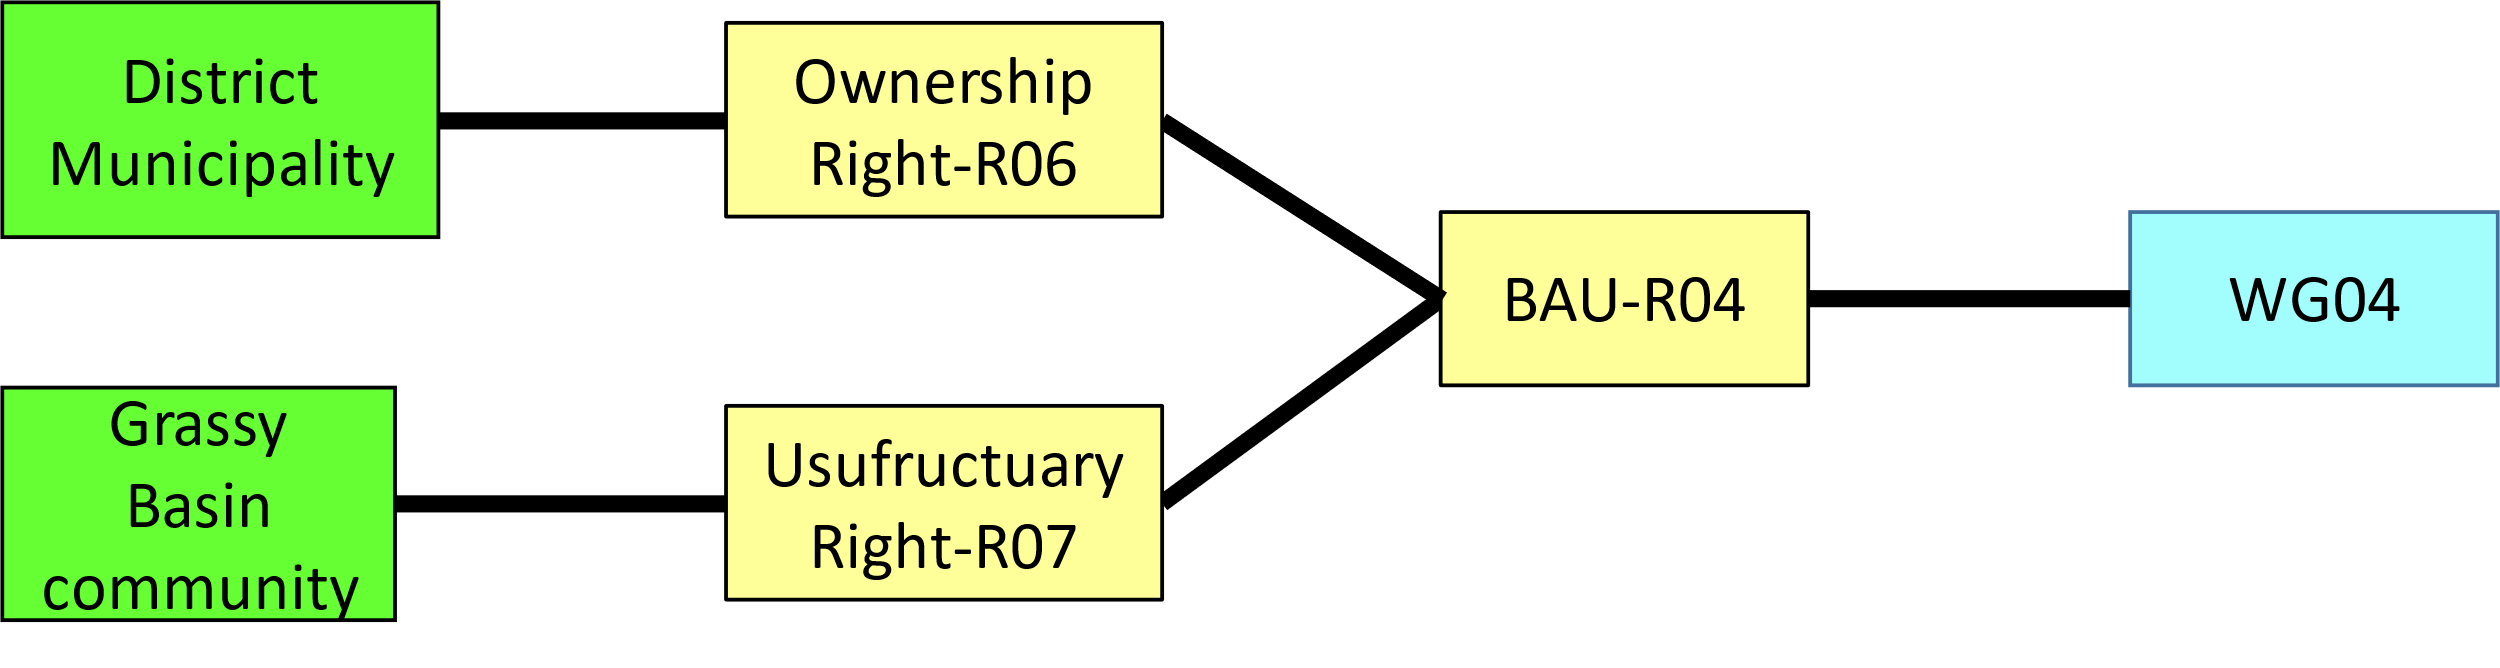 District
Municipality
Ownership
Right-R06
BAU-R04
WG04
Grassy
Basin
community
Usufructuary
Right-R07